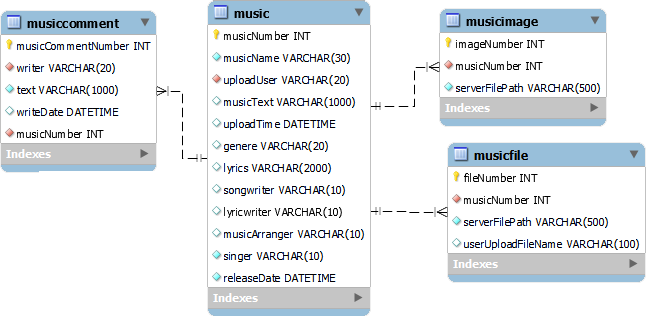 musiccomment
musicCommentNumber INT
writer VARCHAR(20)
text VARCHAR(1000)
writeDate DATETIME
musicNumber INT
Indexes
music
musicNumber INT
musicName VARCHAR(30)
uploadUser VARCHAR(20)
musicText VARCHAR(1000)
uploadTime DATETIME
genere VARCHAR(20)
lyrics VARCHAR(2000)
songwriter VARCHAR(10)
lyricwriter VARCHAR(10)
musicArranger VARCHAR(10)
singer VARCHAR(10)
releaseDate DATETIME
Indexes
musicimage
imageNumber INT
musicNumber INT
serverFilePath VARCHAR(500)
Indexes
musicfile
fileNumber INT
musicNumber INT
serverFilePath VARCHAR(500)
userUploadFileName VARCHAR(100)
Indexes